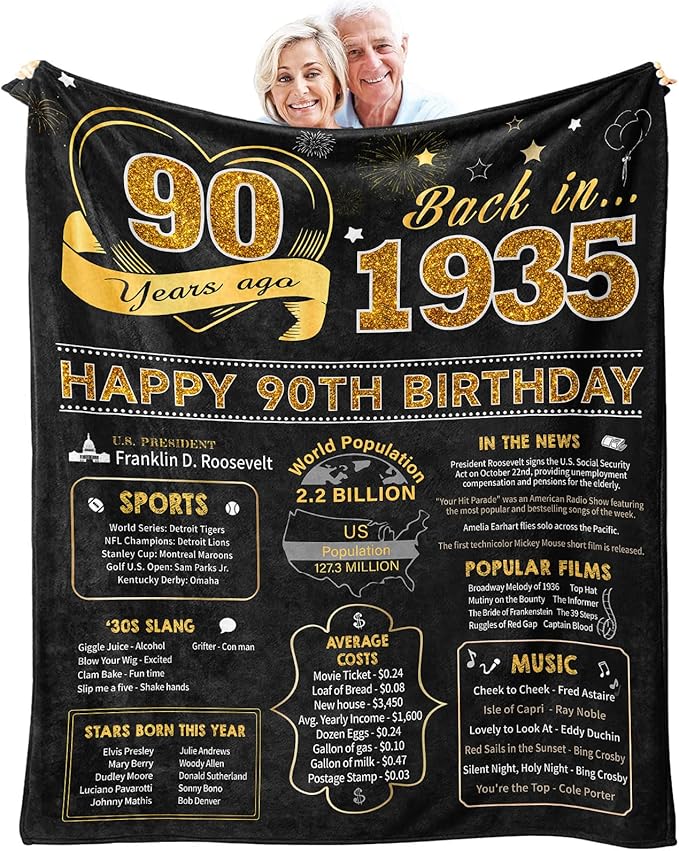 90
Years ago
Back in...
1935
HAPPY 90TH BIRTHDAY
U.S. PRESIDENT
Franklin D. Roosevelt
SPORTS
World Series: Detroit Tigers
NFL Champions: Detroit Lions
Stanley Cup: Montreal Maroons
Golf U.S. Open: Sam Parks Jr.
Kentucky Derby: Omaha
'30S SLANG
Giggle Juice - Alcohol
Grifter - Con man
Blow Your Wig - Excited
Clam Bake - Fun time
Slip me a five - Shake hands
STARS BORN THIS YEAR
Elvis Presley
Mary Berry
Dudley Moore
Luciano Pavarotti
Johnny Mathis
Julie Andrews
Woody Allen
Donald Sutherland
Sonny Bono
Bob Denver
World Population
2.2 BILLION
US
Population
127.3 MILLION
$
AVERAGE
COSTS
Movie Ticket - $0.24
Loaf of Bread - $0.08
New house - $3,450
Avg. Yearly Income - $1,600
Dozen Eggs - $0.24
Gallon of gas - $0.10
Gallon of milk - $0.47
Postage Stamp - $0.03
$
IN THE NEWS
President Roosevelt signs the U.S. Social Security
Act on October 22nd, providing unemployment
compensation and pensions for the elderly.
"Your Hit Parade" was an American Radio Show featuring
the most popular and bestselling songs of the week.
Amelia Earhart flies solo across the Pacific.
The first technicolor Mickey Mouse short film is released.
POPULAR FILMS
Broadway Melody of 1936 Top Hat
Mutiny on the Bounty The Informer
The Bride of Frankenstein The 39 Steps
Ruggles of Red Gap Captain Blood
MUSIC
Cheek to Cheek - Fred Astaire
Isle of Capri - Ray Noble
Lovely to Look At - Eddy Duchin
Red Sails in the Sunset - Bing Crosby
Silent Night, Holy Night - Bing Crosby
You're the Top - Cole Porter